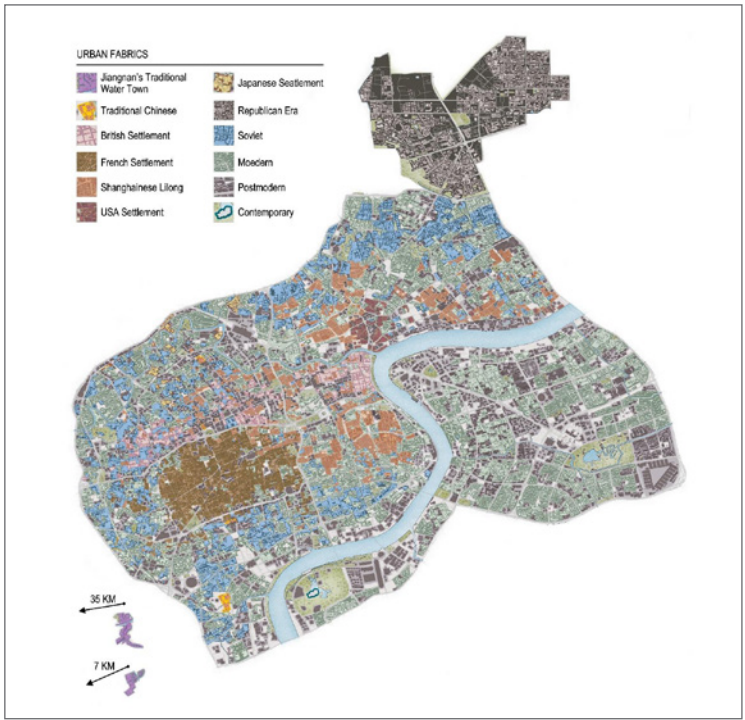 URBAN FABRICS
Jiangnan's Traditional
Water Town
Traditional Chinese
British Settlement
French Settlement
Shanghainese Lilong
USA Settlement
Japanese Seatlement
Republican Era
Soviet
Moedern
Postmodern
Contemporary
35 KM
7 KM